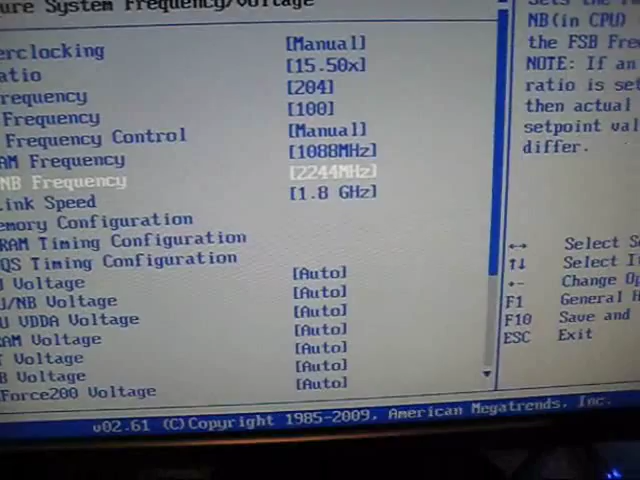 ure System Frequency/Voltage
erclocking [Manual]
atio [15.50x]
requency [204]
Frequency [100]
Frequency Control [Manual]
AM Frequency [1088MHz]
NB Frequency [2244MHz]
ink Speed [1.8 GHz]
emory Configuration
RAM Timing Configuration
QS Timing Configuration
U Voltage [Auto]
U/NB Voltage [Auto]
U VDDA Voltage [Auto]
AM Voltage [Auto]
T Voltage [Auto]
B Voltage [Auto]
Force200 Voltage [Auto]
NB(in CPU)
the FSB Fre
NOTE: If an
ratio is set
then actual
setpoint val
differ.
↔ Select S
↑↓ Select I
+- Change Op
F1 General H
F10 Save and
ESC Exit
v02.61 (C)Copyright 1985-2009, American Megatrends, Inc.